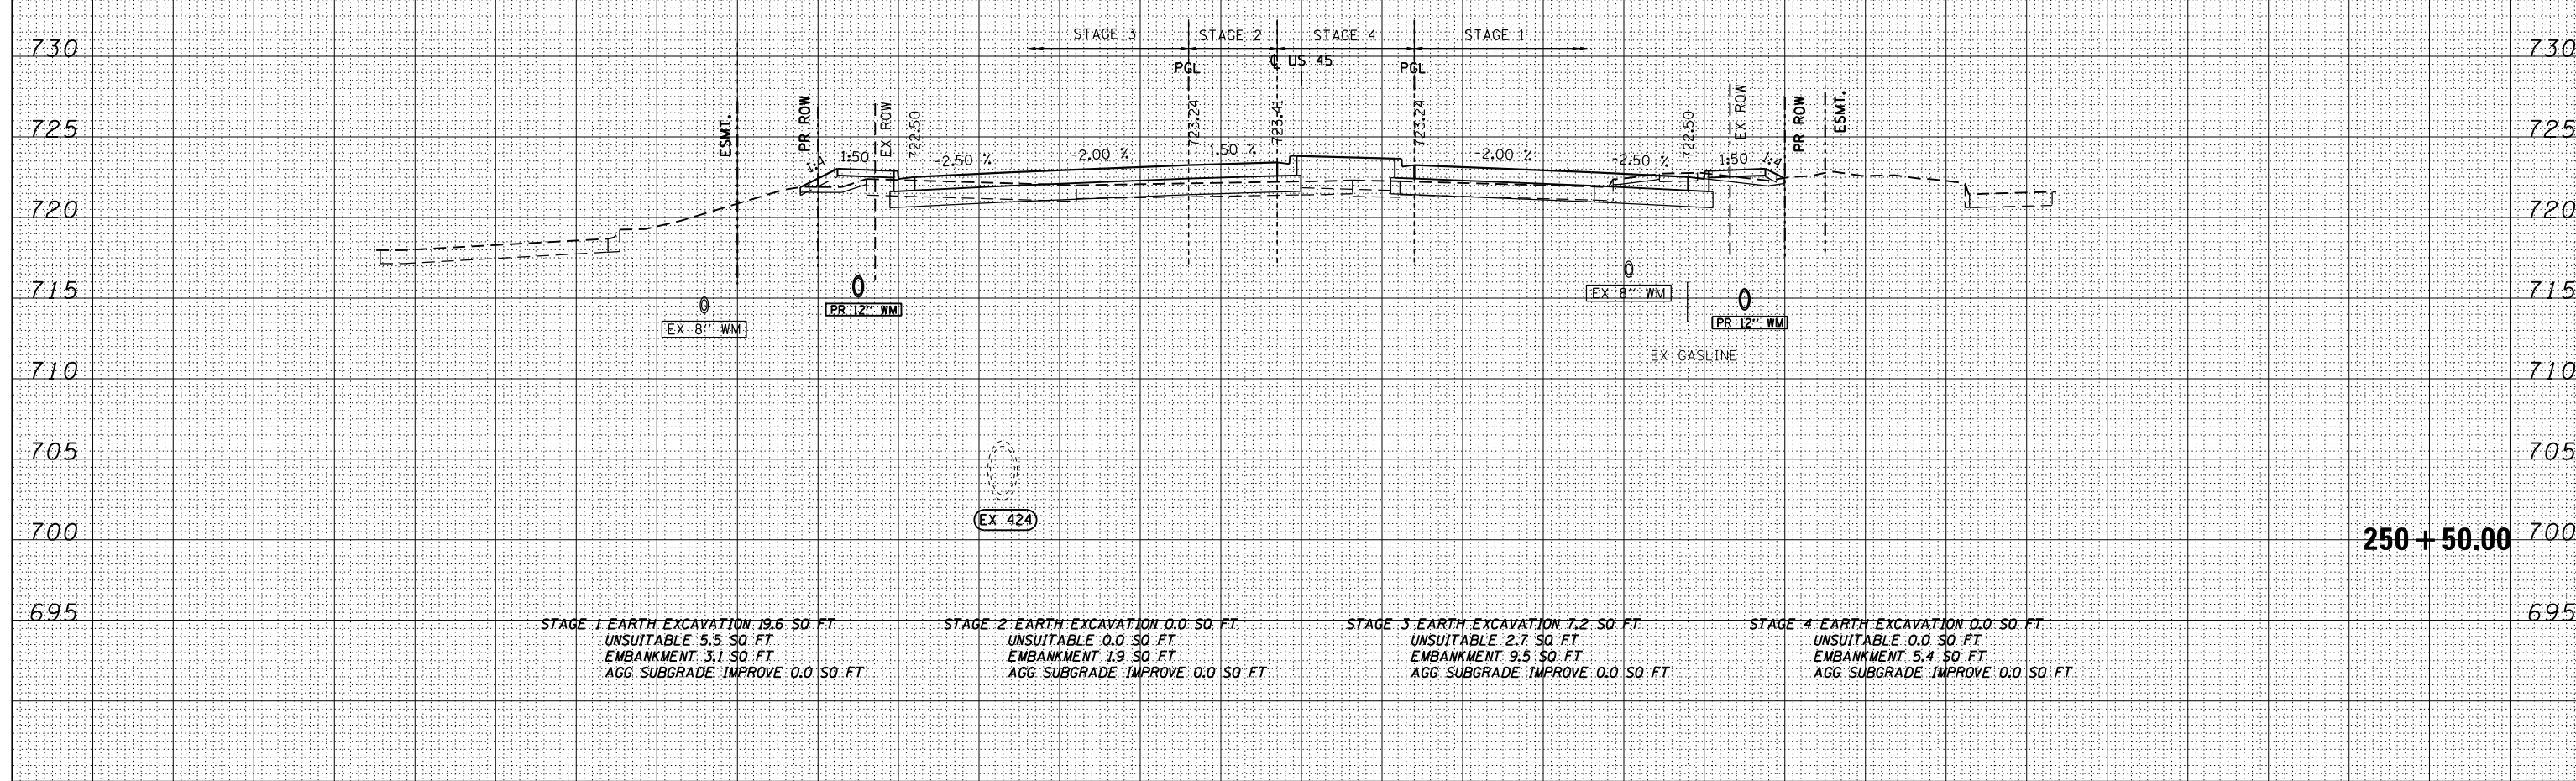 STAGE 3 STAGE 2 STAGE 4 STAGE 1
730 730
PGL ℄ US 45 PGL
ESMT. PR ROW EX ROW 722.50 723.24 723.41 723.24 722.50 EX ROW PR ROW ESMT.
725 725
1:4 1:50 -2.50 % -2.00 % 1.50 % -2.00 % -2.50 % 1:50 1:4
720 720
715 715
EX 8'' WM PR 12'' WM EX 8'' WM PR 12'' WM
EX GASLINE
710 710
705 705
EX 424
700 250+50.00 700
695 695
STAGE 1 EARTH EXCAVATION 19.6 SQ FT
UNSUITABLE 5.5 SQ FT
EMBANKMENT 3.1 SQ FT
AGG SUBGRADE IMPROVE 0.0 SQ FT
STAGE 2 EARTH EXCAVATION 0.0 SQ FT
UNSUITABLE 0.0 SQ FT
EMBANKMENT 1.9 SQ FT
AGG SUBGRADE IMPROVE 0.0 SQ FT
STAGE 3 EARTH EXCAVATION 7.2 SQ FT
UNSUITABLE 2.7 SQ FT
EMBANKMENT 9.5 SQ FT
AGG SUBGRADE IMPROVE 0.0 SQ FT
STAGE 4 EARTH EXCAVATION 0.0 SQ FT
UNSUITABLE 0.0 SQ FT
EMBANKMENT 5.4 SQ FT
AGG SUBGRADE IMPROVE 0.0 SQ FT